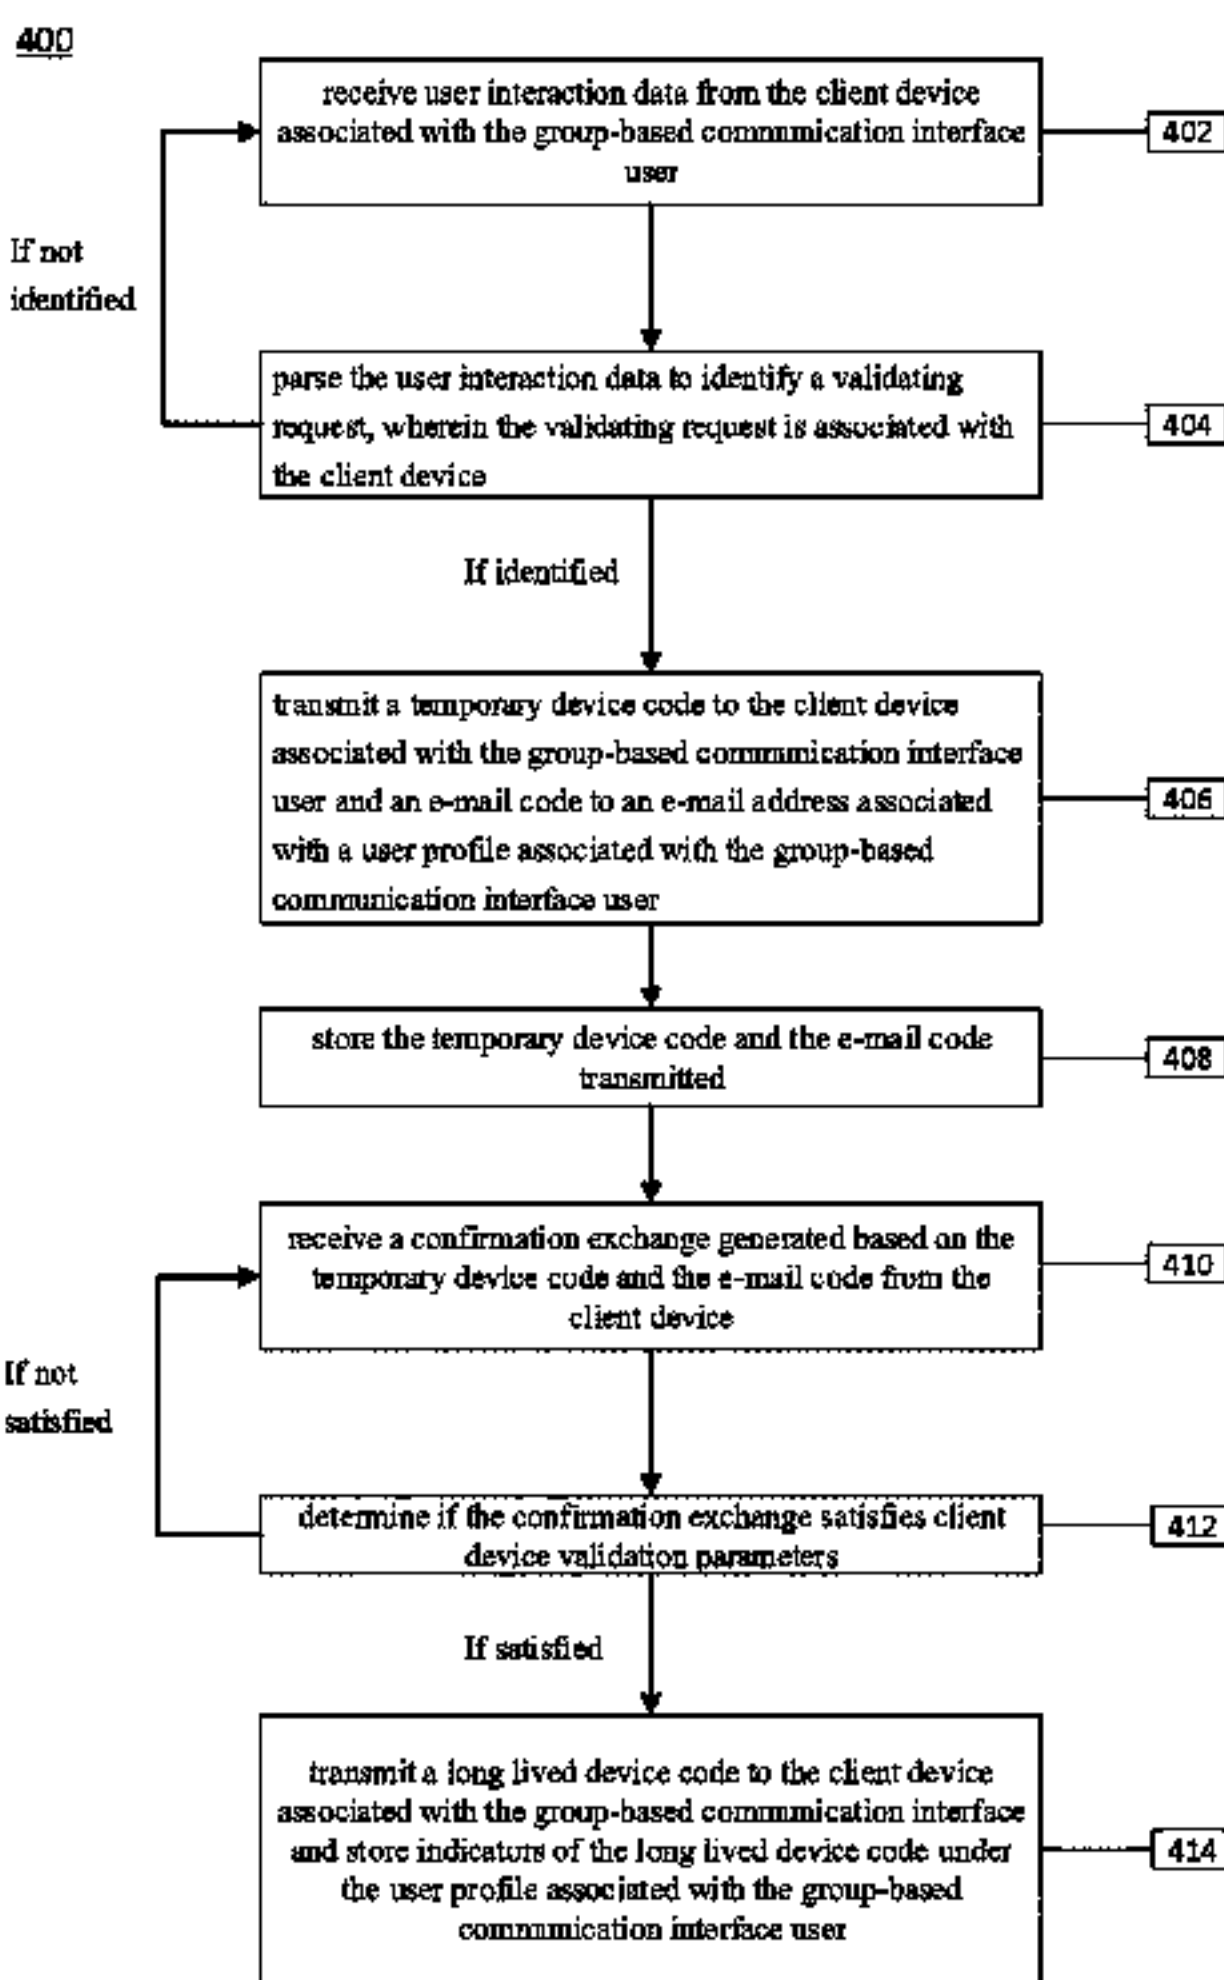 400
receive user interaction data from the client device
associated with the group-based communication interface
user
402
If not
identified
parse the user interaction data to identify a validating
request, wherein the validating request is associated with
the client device
404
If identified
transmit a temporary device code to the client device
associated with the group-based communication interface
user and an e-mail code to an e-mail address associated
with a user profile associated with the group-based
communication interface user
406
store the temporary device code and the e-mail code
transmitted
408
receive a confirmation exchange generated based on the
temporary device code and the e-mail code from the
client device
410
If not
satisfied
determine if the confirmation exchange satisfies client
device validation parameters
412
If satisfied
transmit a long lived device code to the client device
associated with the group-based communication interface
and store indicators of the long lived device code under
the user profile associated with the group-based
communication interface user
414